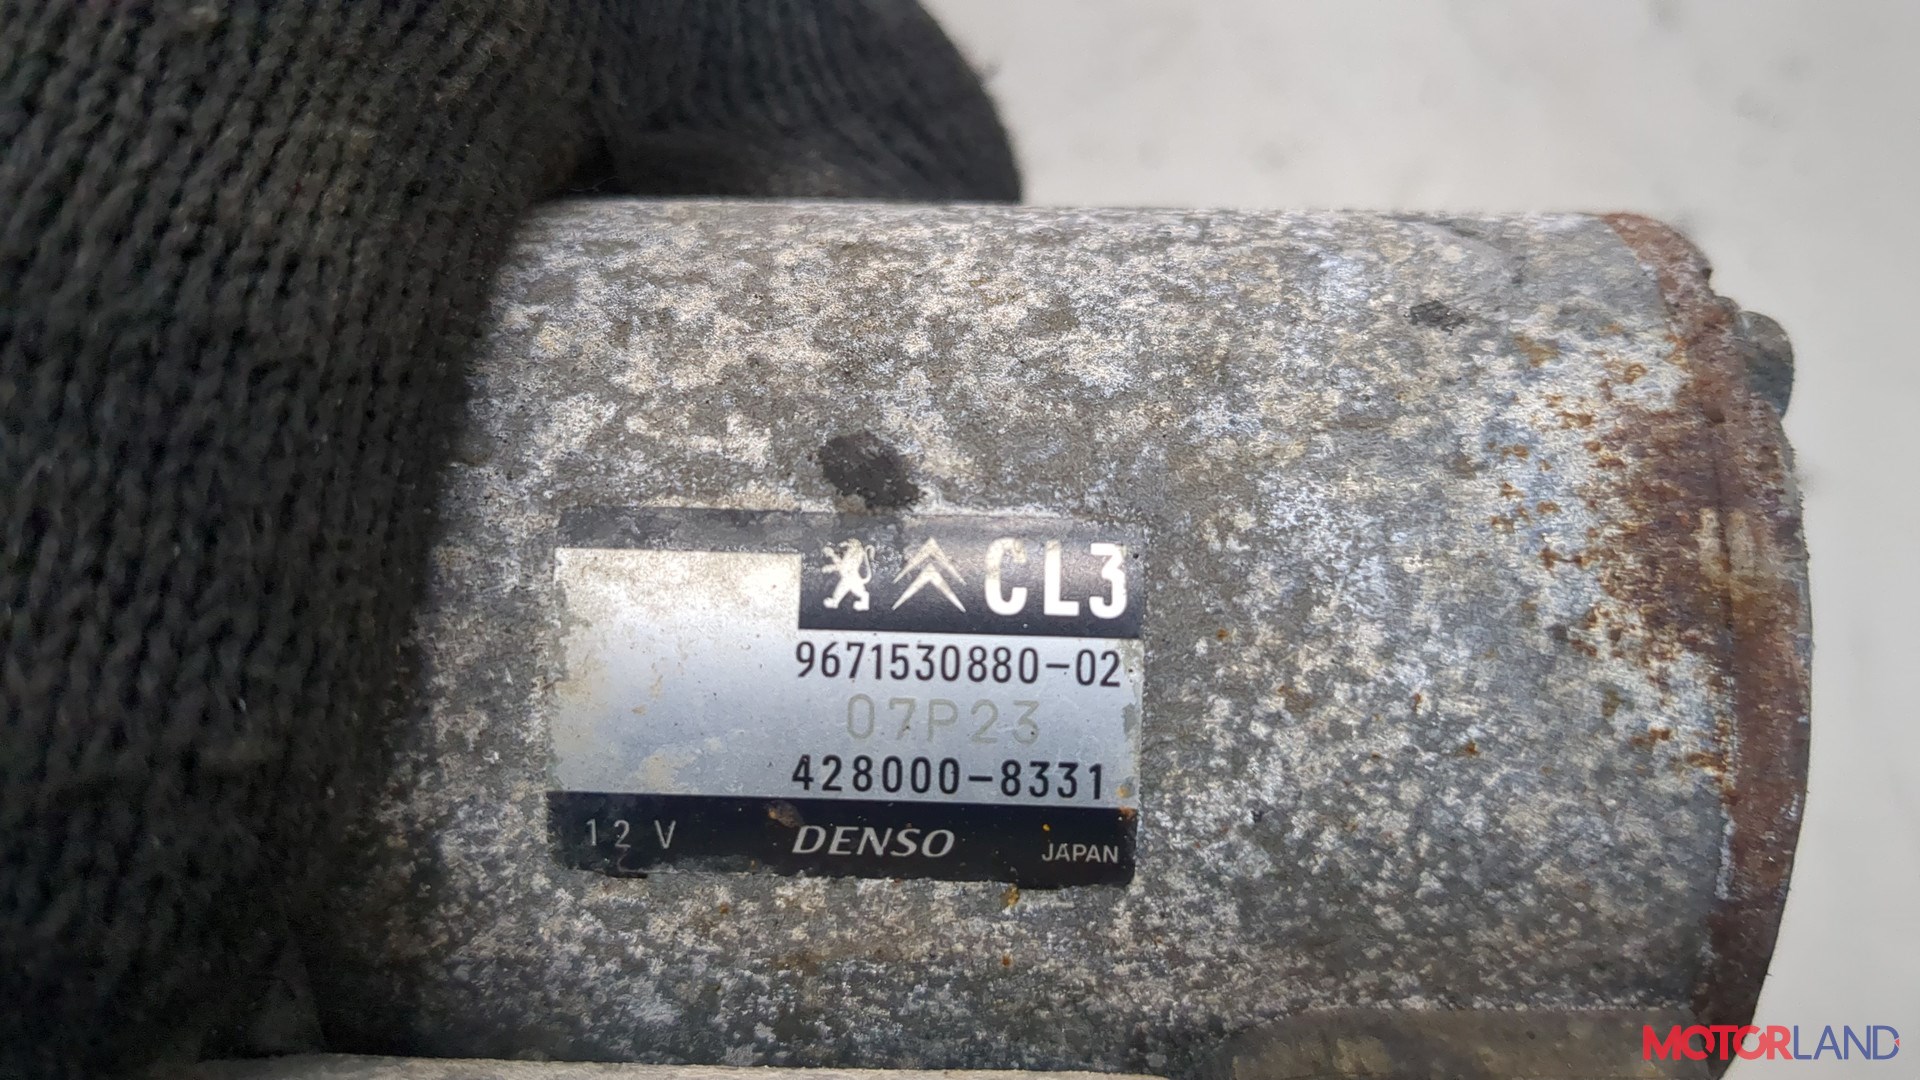 CL3
9671530880-02
07P23
428000-8331
12 V DENSO JAPAN
MOTORLAND